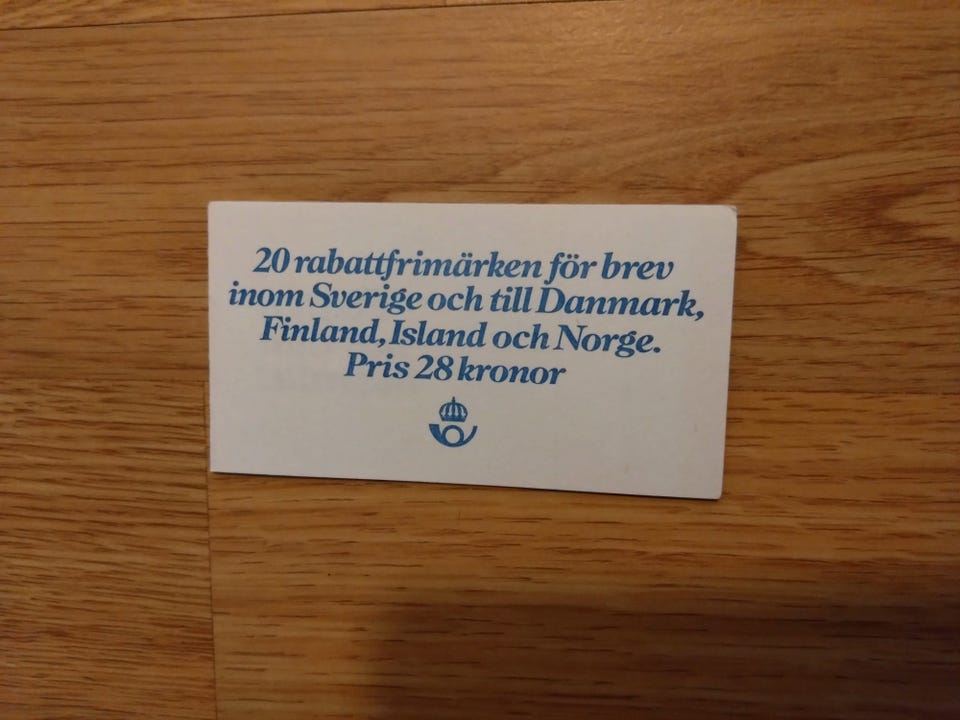 20 rabattfrimärken för brev
inom Sverige och till Danmark,
Finland, Island och Norge.
Pris 28 kronor